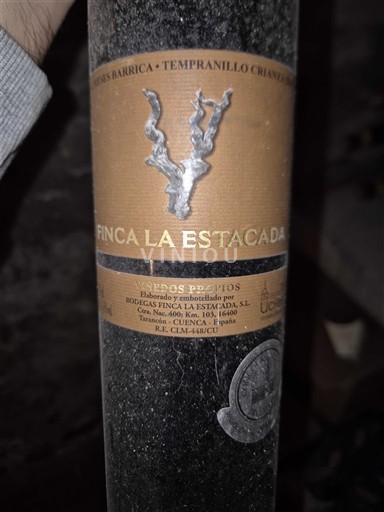 MESES BARRICA • TEMPRANILLO CRIANZA
FINCA LA ESTACADA
VINIOU
VIÑEDOS PROPIOS
Elaborado y embotellado por
BODEGAS FINCA LA ESTACADA, S.L.
Ctra. Nac. 400; Km. 103, 16400
Tarancón - CUENCA - España
R.E. CLM-448/CU